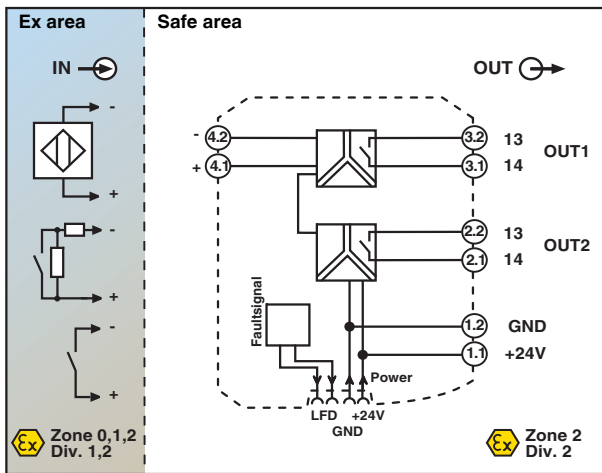 Ex area
Safe area
IN
OUT
-
+
-
+
-
+
- 4.2
+ 4.1
3.2 13
OUT1
3.1 14
2.2 13
OUT2
2.1 14
1.2 GND
1.1 +24V
Faultsignal
Power
LFD +24V
GND
Ex Zone 0,1,2
Div. 1,2
Ex Zone 2
Div. 2